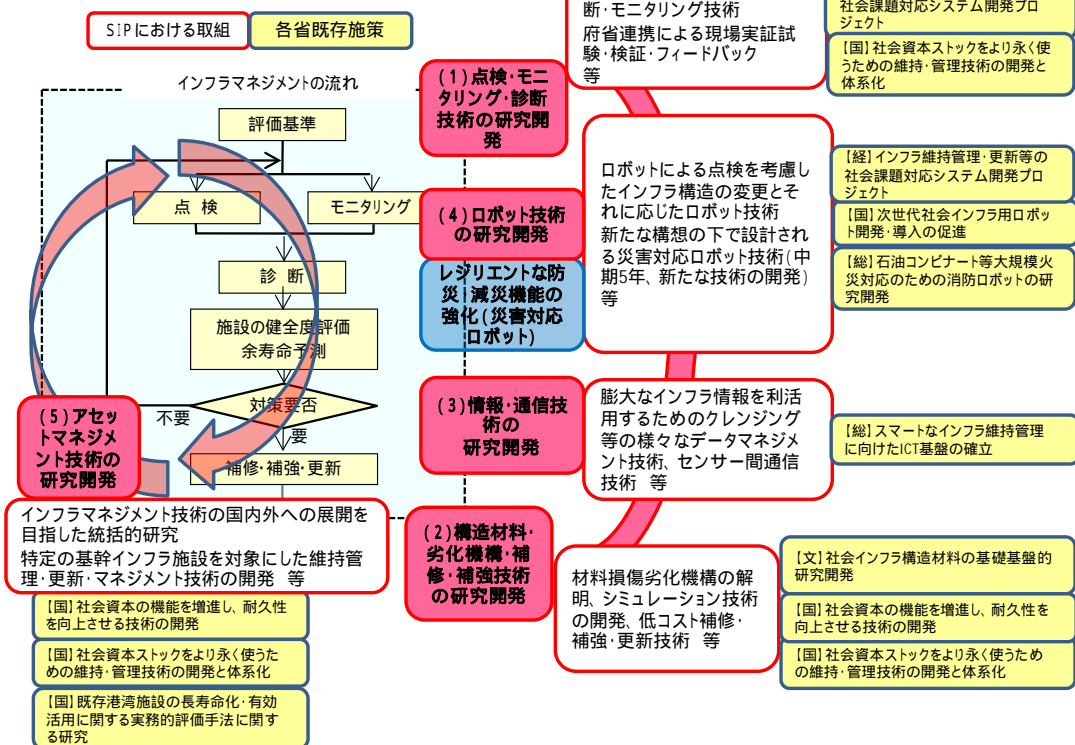 SIPにおける取組
各省既存施策
インフラマネジメントの流れ
評価基準
点 検
モニタリング
診 断
施設の健全度評価
余寿命予測
対策要否
不要
要
補修・補強・更新
(5)アセッ
トマネジメ
ント技術の
研究開発
インフラマネジメント技術の国内外への展開を
目指した統括的研究
特定の基幹インフラ施設を対象にした維持管
理・更新・マネジメント技術の開発 等
【国】社会資本の機能を増進し、耐久性
を向上させる技術の開発
【国】社会資本ストックをより永く使うた
めの維持・管理技術の開発と体系化
【国】既存港湾施設の長寿命化・有効
活用に関する実務的評価手法に関す
る研究
(1)点検・モニ
タリング・診断
技術の研究開
発
断・モニタリング技術
府省連携による現場実証試
験・検証・フィードバック
等
社会課題対応システム開発プロ
ジェクト
【国】社会資本ストックをより永く使
うための維持・管理技術の開発と
体系化
(4)ロボット技術
の研究開発
レジリエントな防
災・減災機能の
強化(災害対応
ロボット)
ロボットによる点検を考慮し
たインフラ構造の変更とそ
れに応じたロボット技術
新たな構想の下で設計され
る災害対応ロボット技術(中
期5年、新たな技術の開発)
等
【経】インフラ維持管理・更新等の
社会課題対応システム開発プロ
ジェクト
【国】次世代社会インフラ用ロボッ
ト開発・導入の促進
【総】石油コンビナート等大規模火
災対応のための消防ロボットの研
究開発
(3)情報・通信技
術の
研究開発
膨大なインフラ情報を利活
用するためのクレンジング
等の様々なデータマネジメ
ント技術、センサー間通信
技術 等
【総】スマートなインフラ維持管理
に向けたICT基盤の確立
(2)構造材料・
劣化機構・補
修・補強技術
の研究開発
材料損傷劣化機構の解
明、シミュレーション技術
の開発、低コスト補修・
補強・更新技術 等
【文】社会インフラ構造材料の基礎基盤的
研究開発
【国】社会資本の機能を増進し、耐久性を
向上させる技術の開発
【国】社会資本ストックをより永く使うため
の維持・管理技術の開発と体系化